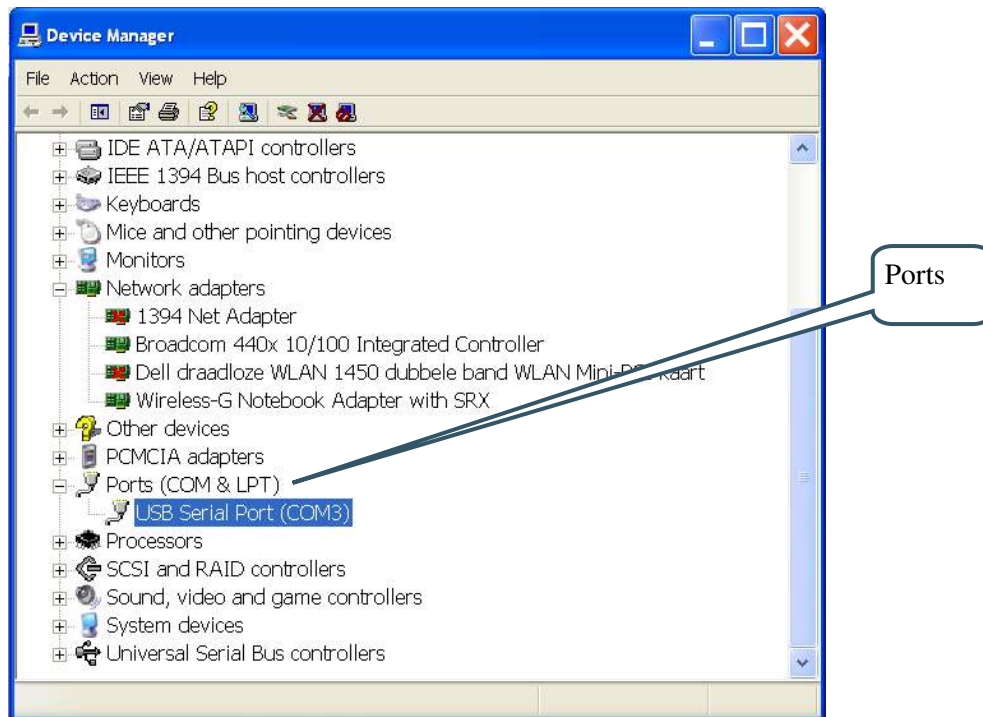 Device Manager
File Action View Help
IDE ATA/ATAPI controllers
IEEE 1394 Bus host controllers
Keyboards
Mice and other pointing devices
Monitors
Network adapters
1394 Net Adapter
Broadcom 440x 10/100 Integrated Controller
Dell draadloze WLAN 1450 dubbele band WLAN Mini-PCI-kaart
Wireless-G Notebook Adapter with SRX
Other devices
PCMCIA adapters
Ports (COM & LPT)
USB Serial Port (COM3)
Processors
SCSI and RAID controllers
Sound, video and game controllers
System devices
Universal Serial Bus controllers
Ports